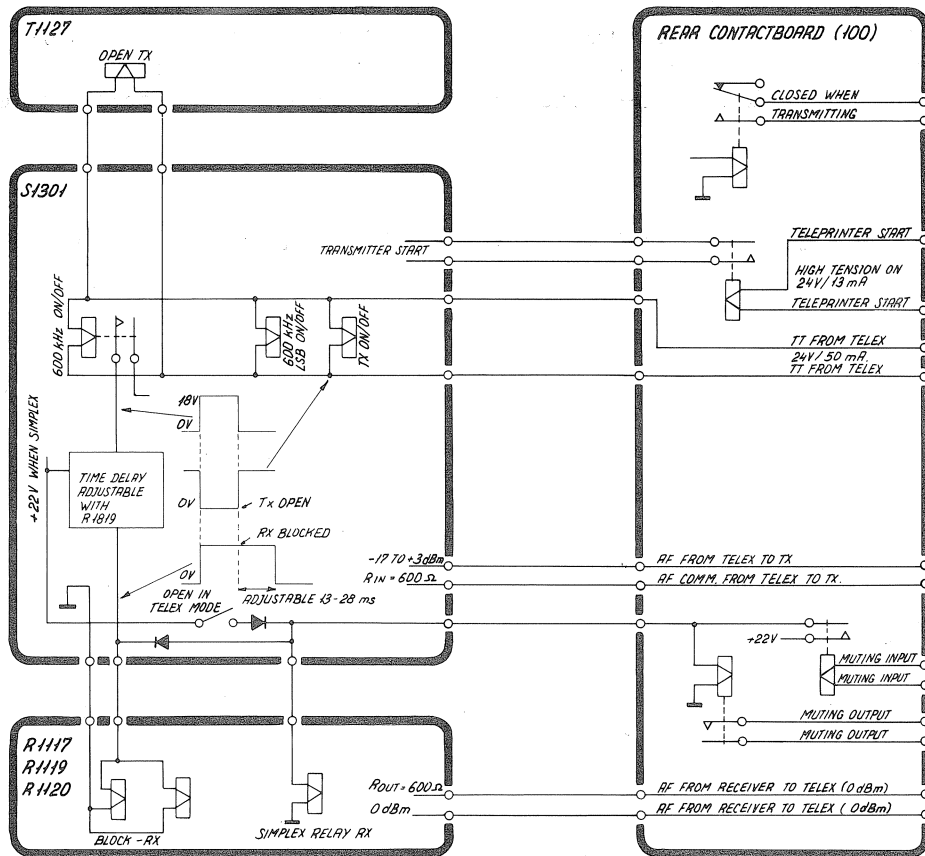 T1127
OPEN TX
S1301
TRANSMITTER START
600 kHz ON/OFF
600 kHz
LSB ON/OFF
TX ON/OFF
+22V WHEN SIMPLEX
18V
0V
TIME DELAY
ADJUSTABLE
WITH
R1819
0V
Tx OPEN
RX BLOCKED
0V
ADJUSTABLE 13-28 ms
OPEN IN
TELEX MODE
-17 TO +3dBm
RIN = 600 Ω
R1117
R1119
R1120
BLOCK - RX
SIMPLEX RELAY RX
ROUT = 600 Ω
0 dBm
REAR CONTACTBOARD (100)
CLOSED WHEN
TRANSMITTING
TELEPRINTER START
HIGH TENSION ON
24V/13 mA
TELEPRINTER START
TT FROM TELEX
24V/50 mA.
TT FROM TELEX
AF FROM TELEX TO TX
AF COMM. FROM TELEX TO TX.
+22V
MUTING INPUT
MUTING INPUT
MUTING OUTPUT
MUTING OUTPUT
AF FROM RECEIVER TO TELEX (0 dBm)
AF FROM RECEIVER TO TELEX ( 0dBm)